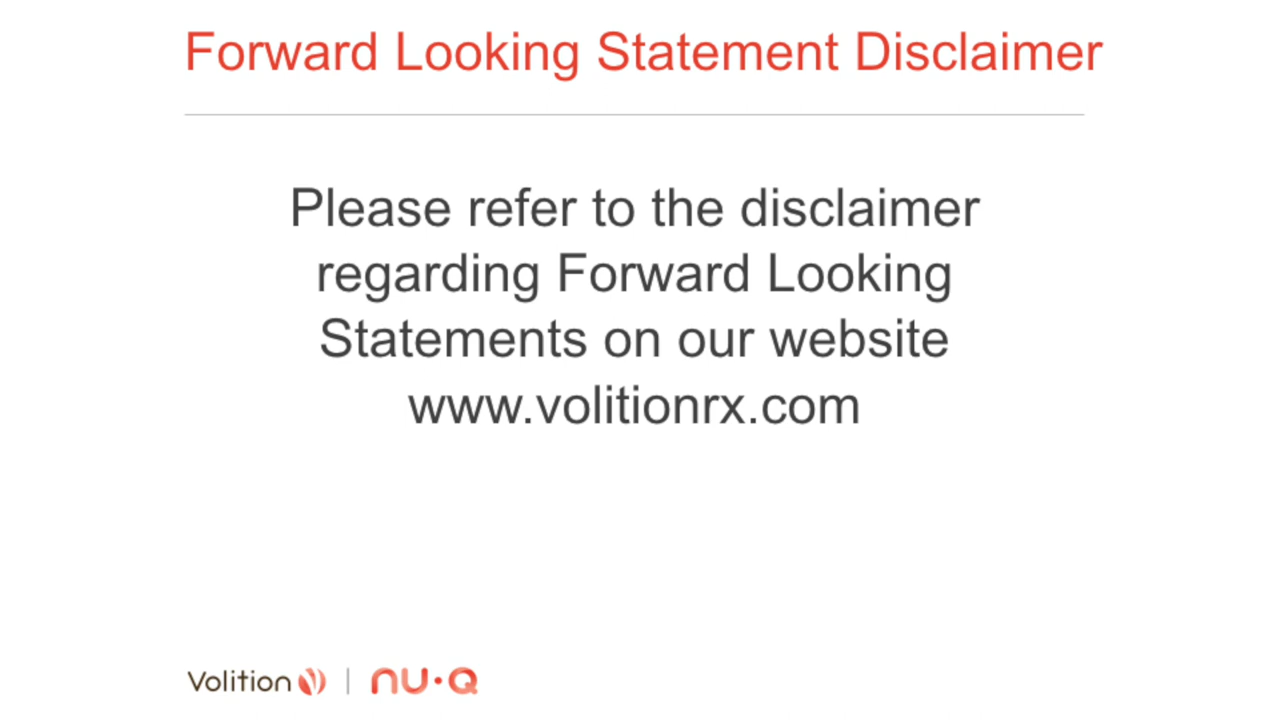 Forward Looking Statement Disclaimer
Please refer to the disclaimer
regarding Forward Looking
Statements on our website
www.volitionrx.com
Volition | nu•Q